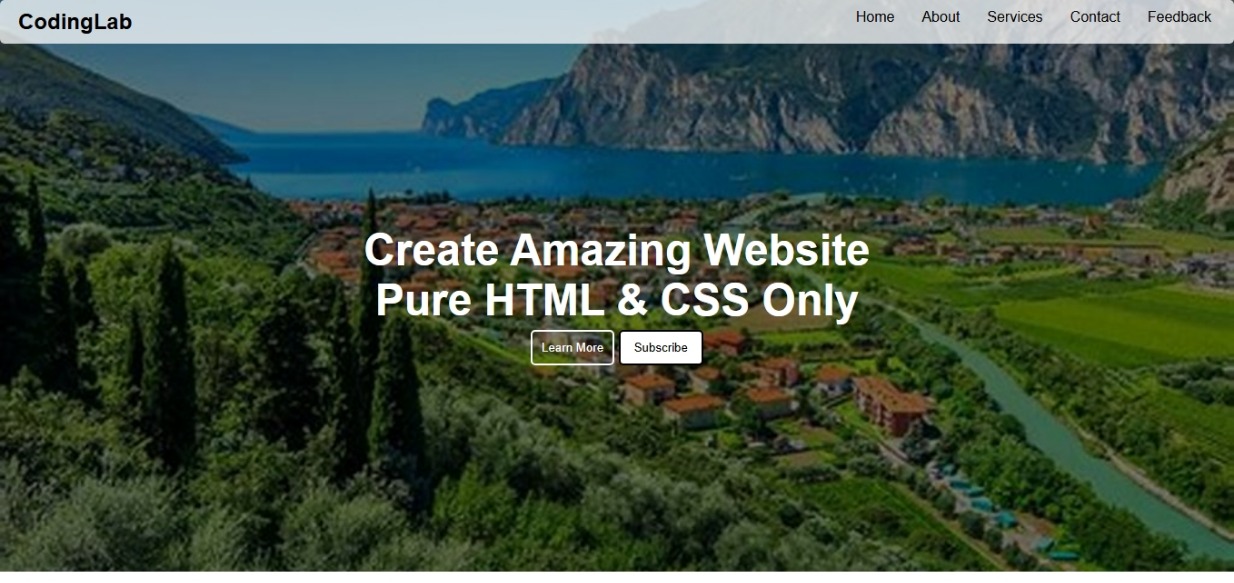 CodingLab
Home About Services Contact Feedback
Create Amazing Website
Pure HTML & CSS Only
Learn More Subscribe